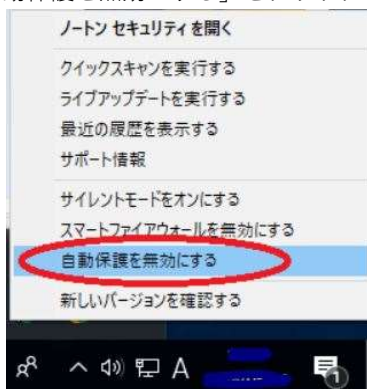 ノートン セキュリティを開く
クイックスキャンを実行する
ライブアップデートを実行する
最近の履歴を表示する
サポート情報
サイレントモードをオンにする
スマートファイアウォールを無効にする
自動保護を無効にする
新しいバージョンを確認する
A
1